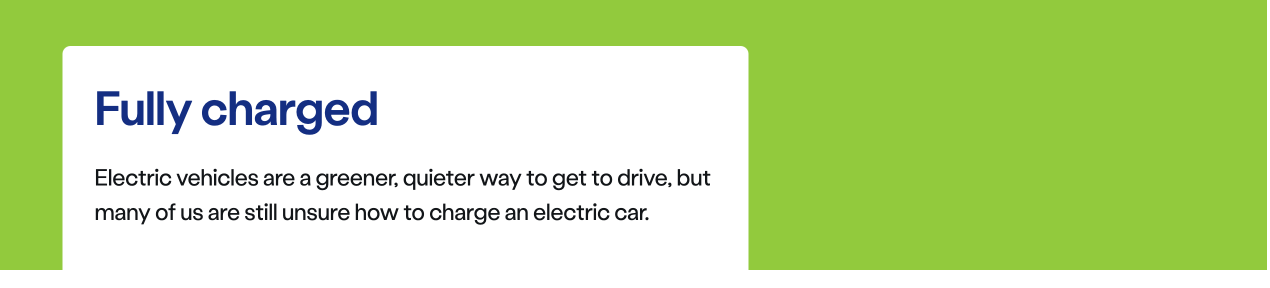 Fully charged
Electric vehicles are a greener, quieter way to get to drive, but
many of us are still unsure how to charge an electric car.